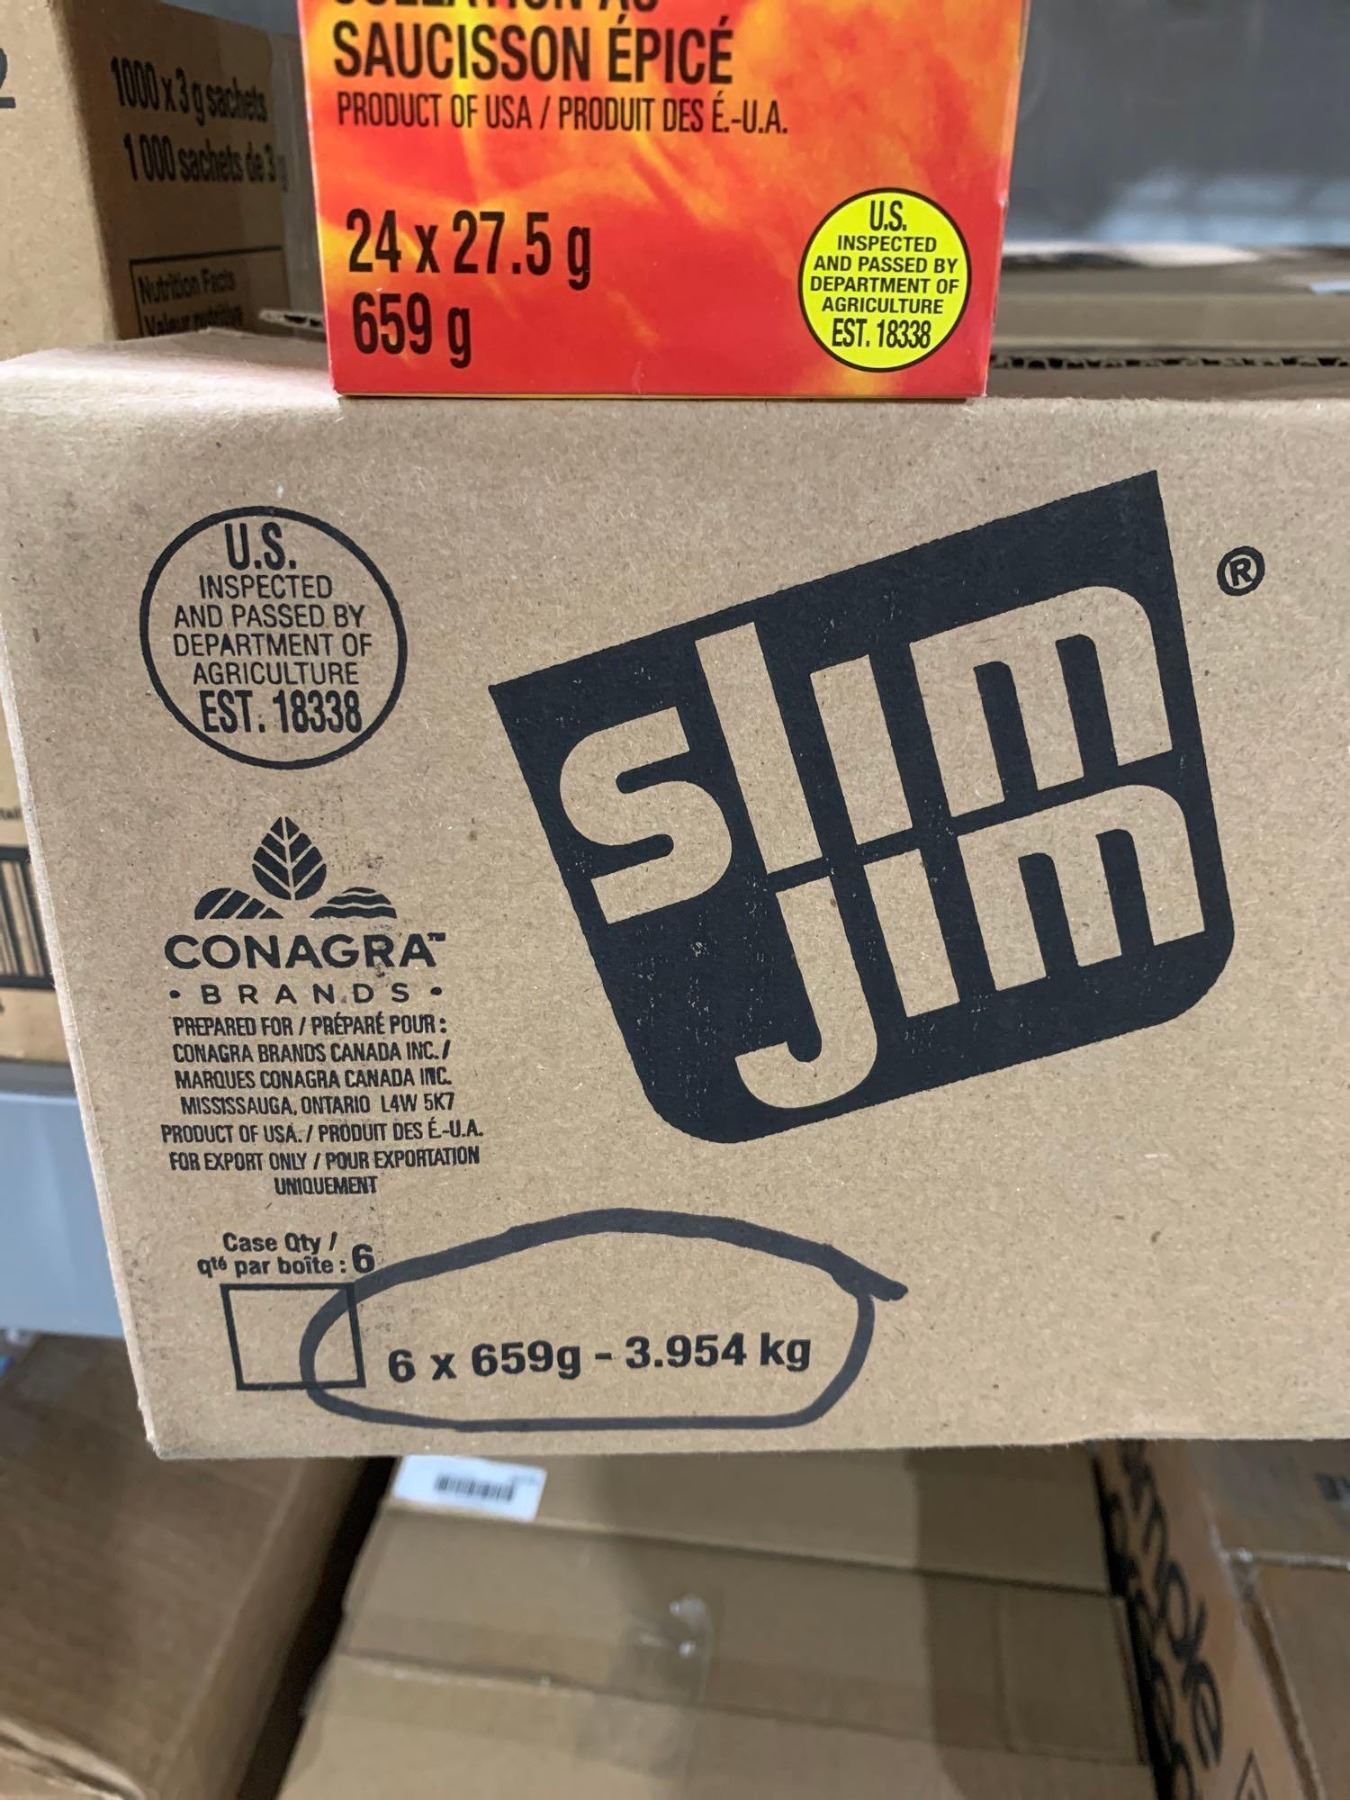 1000 x 3 g sachets
1 000 sachets de 3 g
Nutrition Facts
Valeur nutritive
SAUCISSON ÉPICÉ
PRODUCT OF USA / PRODUIT DES É.-U.A.
24 x 27.5 g
659 g
U.S.
INSPECTED
AND PASSED BY
DEPARTMENT OF
AGRICULTURE
EST. 18338
U.S.
INSPECTED
AND PASSED BY
DEPARTMENT OF
AGRICULTURE
EST. 18338
slim
jim
®
CONAGRA™
• BRANDS •
PREPARED FOR / PRÉPARÉ POUR :
CONAGRA BRANDS CANADA INC. /
MARQUES CONAGRA CANADA INC.
MISSISSAUGA, ONTARIO L4W 5K7
PRODUCT OF USA. / PRODUIT DES É.-U.A.
FOR EXPORT ONLY / POUR EXPORTATION
UNIQUEMENT
Case Qty /
qté par boîte : 6
6 x 659g - 3.954 kg